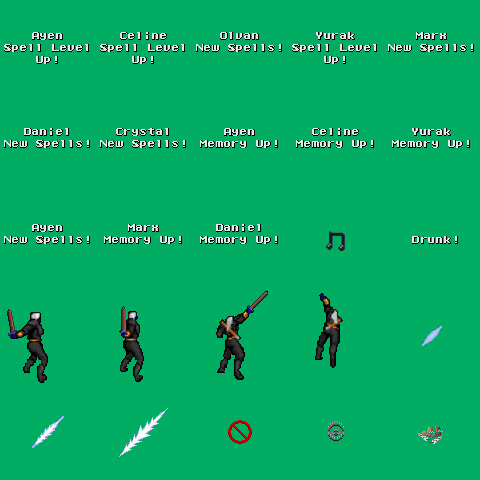 Ayen
Spell Level
Up!
Celine
Spell Level
Up!
Olvan
New Spells!
Yurak
Spell Level
Up!
Marx
New Spells!
Daniel
New Spells!
Crystal
New Spells!
Ayen
Memory Up!
Celine
Memory Up!
Yurak
Memory Up!
Ayen
New Spells!
Marx
Memory Up!
Daniel
Memory Up!
Drunk!